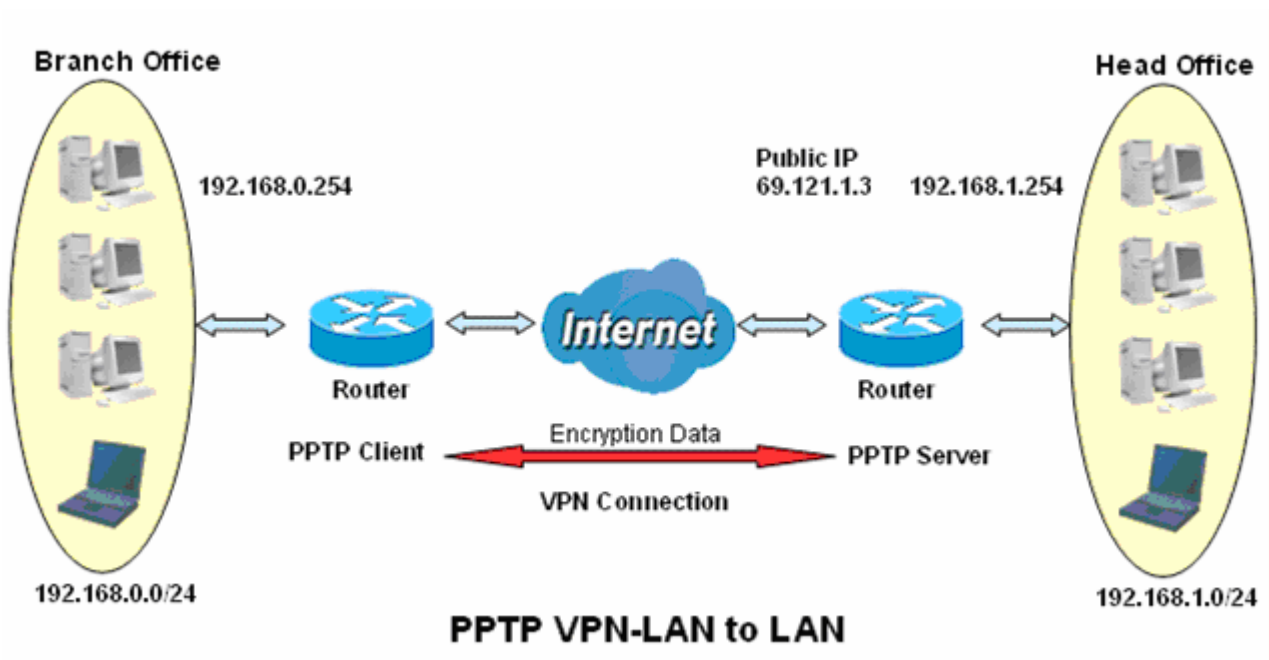 Branch Office
Head Office
Public IP
69.121.1.3
192.168.0.254
192.168.1.254
Internet
Router
Router
PPTP Client
Encryption Data
PPTP Server
VPN Connection
192.168.0.0/24
192.168.1.0/24
PPTP VPN-LAN to LAN